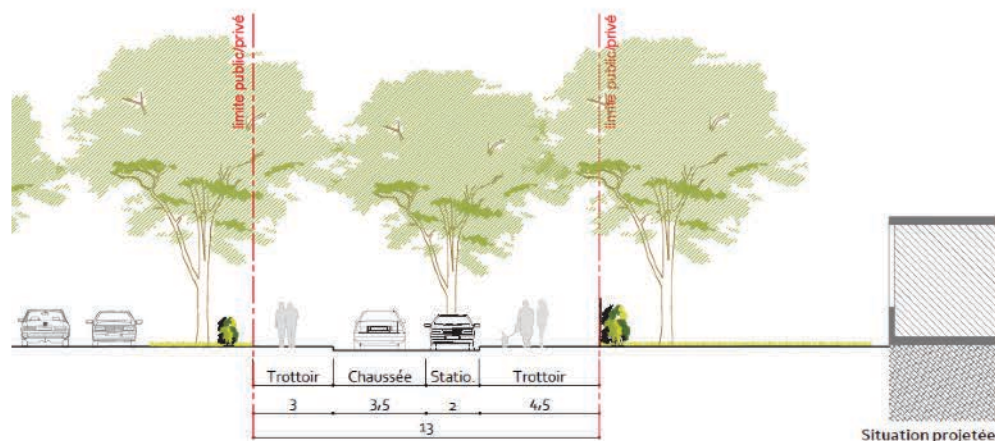 limite public/privé
limite public/privé
Trottoir Chaussée Statio. Trottoir
3 3,5 2 4,5
13
Situation projetée